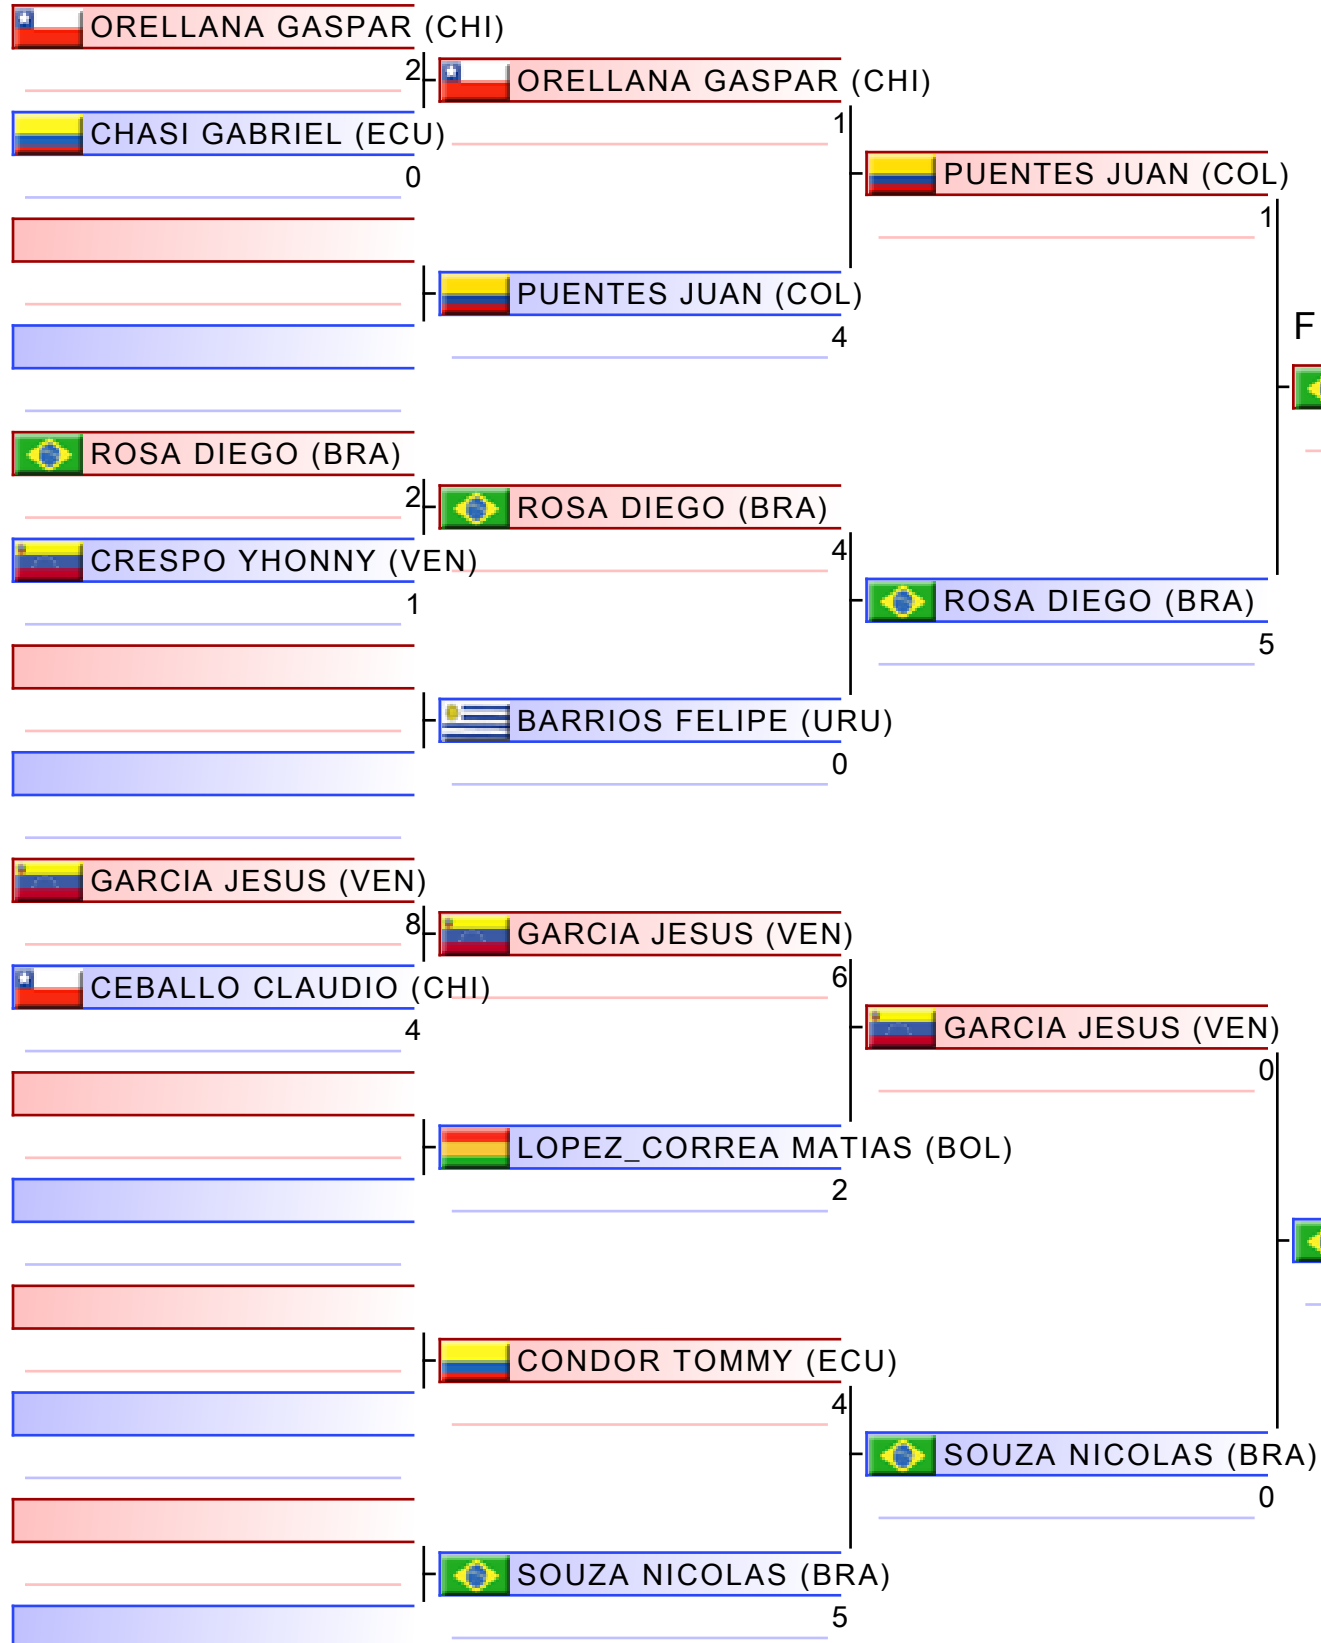 ORELLANA GASPAR (CHI)
2
CHASI GABRIEL (ECU)
0
ROSA DIEGO (BRA)
2
CRESPO YHONNY (VEN)
1
GARCIA JESUS (VEN)
8
CEBALLO CLAUDIO (CHI)
4
ORELLANA GASPAR (CHI)
1
PUENTES JUAN (COL)
4
ROSA DIEGO (BRA)
4
BARRIOS FELIPE (URU)
0
GARCIA JESUS (VEN)
6
LOPEZ_CORREA MATIAS (BOL)
2
CONDOR TOMMY (ECU)
4
SOUZA NICOLAS (BRA)
5
PUENTES JUAN (COL)
1
ROSA DIEGO (BRA)
5
GARCIA JESUS (VEN)
0
SOUZA NICOLAS (BRA)
0
F